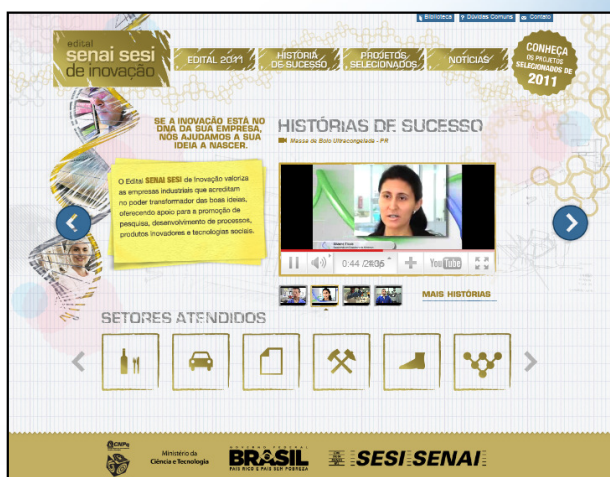 Biblioteca ? Dúvidas Comuns Contato
edital
senai sesi
de inovação
EDITAL 2011
HISTÓRIA
DE SUCESSO
PROJETOS
SELECIONADOS
NOTÍCIAS
CONHEÇA
OS PROJETOS
SELECIONADOS DE
2011
SE A INOVAÇÃO ESTÁ NO
DNA DA SUA EMPRESA,
NÓS AJUDAMOS A SUA
IDEIA A NASCER.
O Edital SENAI SESI de Inovação valoriza
as empresas industriais que acreditam
no poder transformador das boas ideias,
oferecendo apoio para a promoção de
pesquisa, desenvolvimento de processos,
produtos inovadores e tecnologias sociais.
HISTÓRIAS DE SUCESSO
Massa de Bolo Ultracongelada - PR
0:44
YouTube
MAIS HISTÓRIAS
SETORES ATENDIDOS
CNPq
Ministério da
Ciência e Tecnologia
GOVERNO FEDERAL
BRASIL
PAÍS RICO É PAÍS SEM POBREZA
SESI SENAI